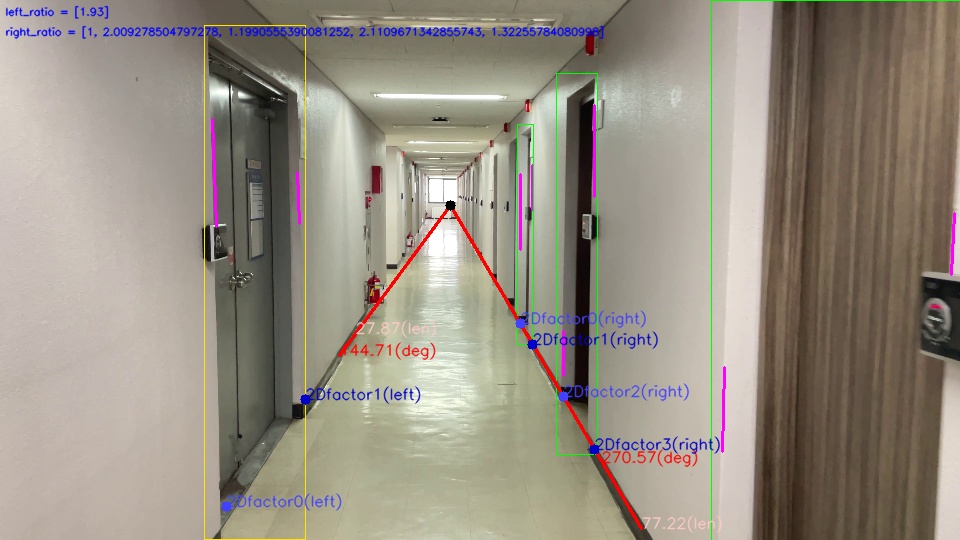 left_ratio = [1.93]
right_ratio = [1, 2.009278504797278, 1.1990555390081252, 2.1109671342855743, 1.32255784080998]
2Dfactor0(right)
27.87(len)
2Dfactor1(right)
144.71(deg)
2Dfactor2(right)
2Dfactor1(left)
2Dfactor3(right)
270.57(deg)
2Dfactor0(left)
77.22(len)